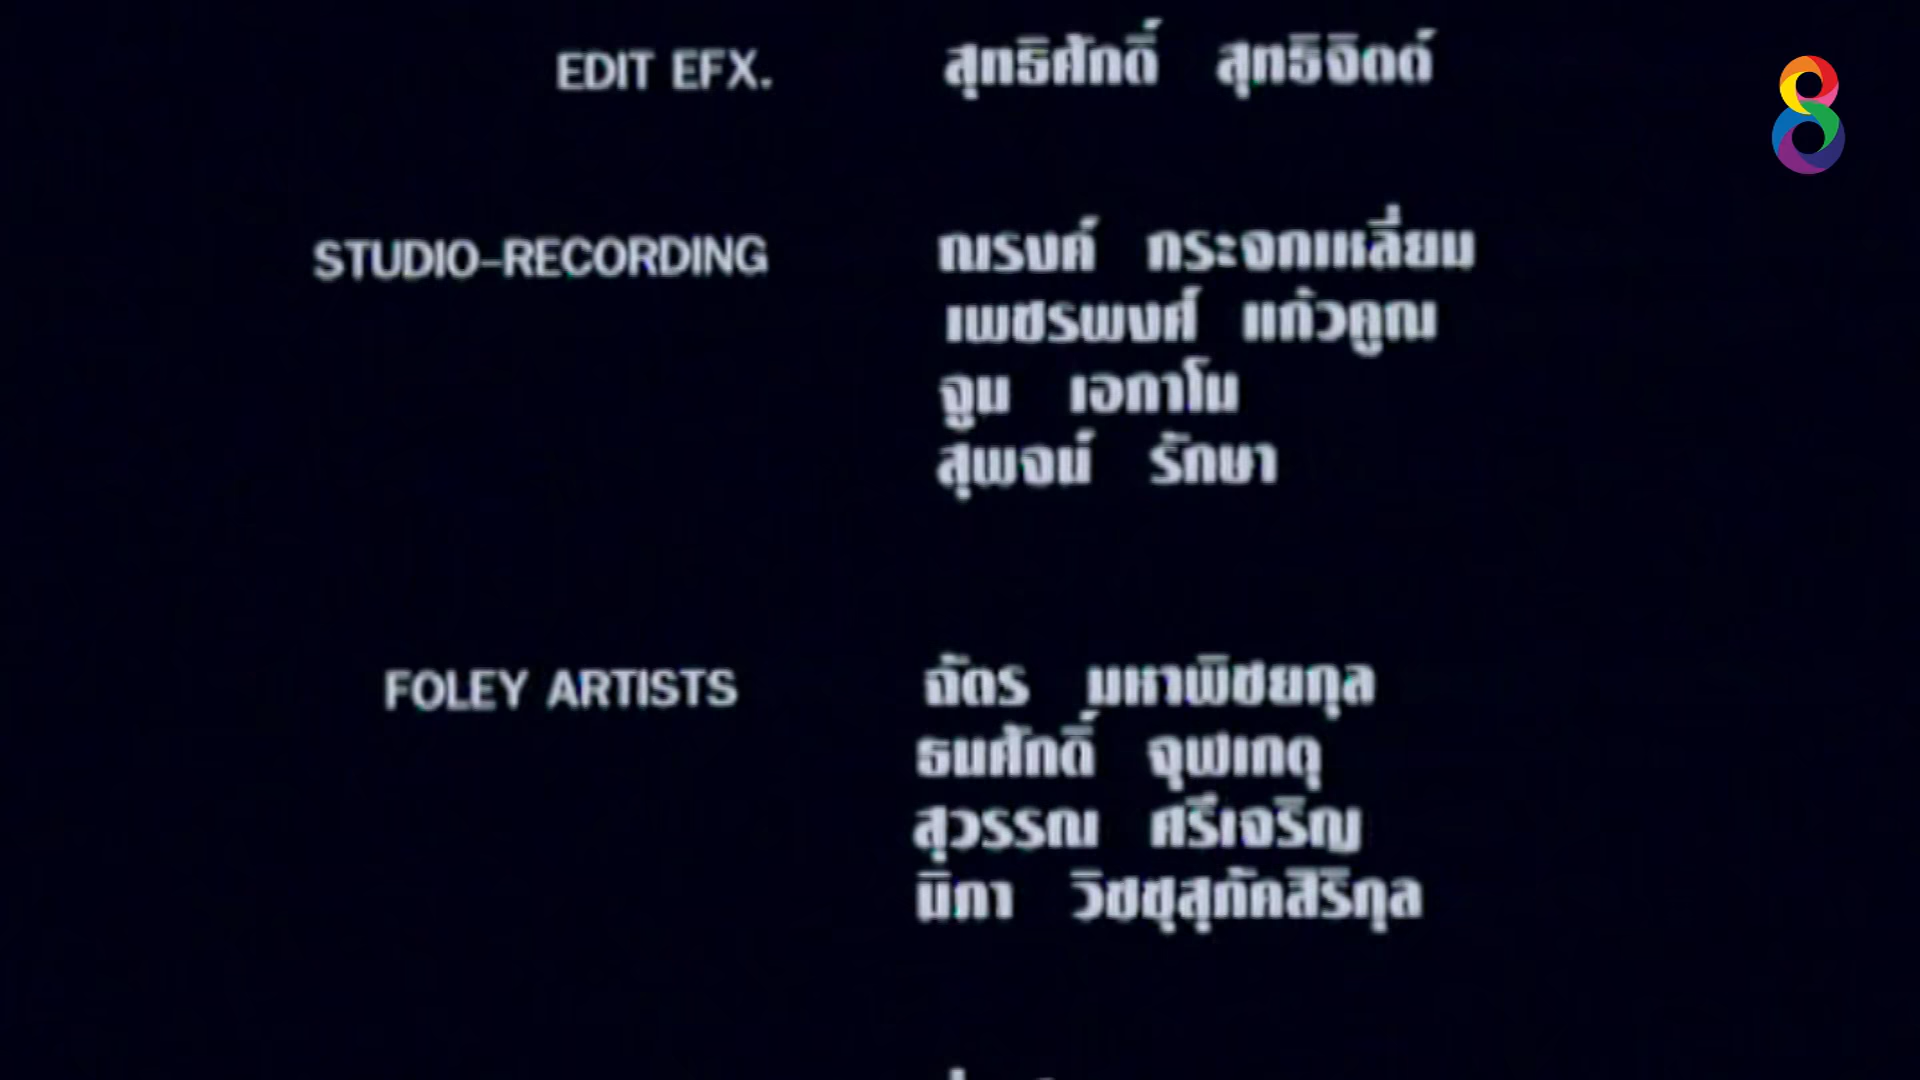 EDIT EFX. สุทธิศักดิ์ สุทธิจิตต์
STUDIO-RECORDING ณรงค์ กระจกเหลี่ยม
เพชรพงศ์ แก้วคูณ
จูน เอกาโน
สุพจน์ รักษา
FOLEY ARTISTS ฉัตร มหาพิชยกุล
ธนศักดิ์ จุฬเกตุ
สุวรรณ ศรีเจริญ
นิภา วิชชุสุภัคสิริกุล
8